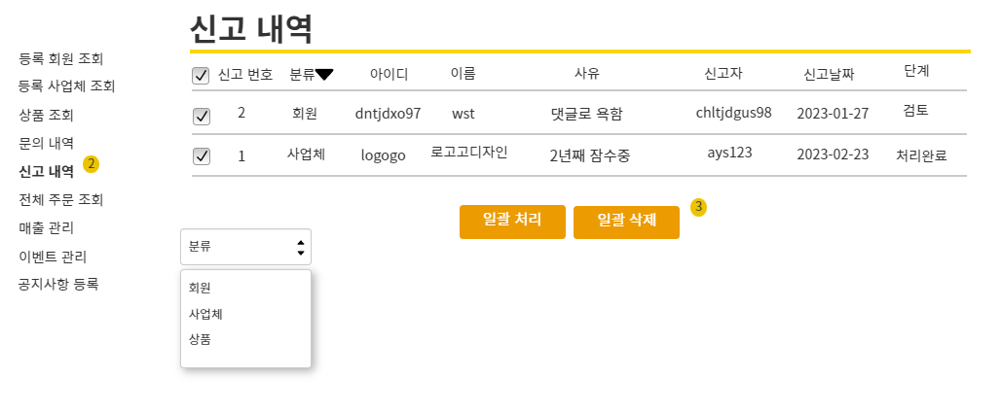 신고 내역
등록 회원 조회
등록 사업체 조회
상품 조회
문의 내역
신고 내역 2
전체 주문 조회
매출 관리
이벤트 관리
공지사항 등록
신고 번호 분류 아이디 이름 사유 신고자 신고날짜 단계
2 회원 dntjdxo97 wst 댓글로 욕함 chltjdgus98 2023-01-27 검토
1 사업체 logogo 로고고디자인 2년째 잠수중 ays123 2023-02-23 처리완료
일괄 처리 일괄 삭제 3
분류
회원
사업체
상품